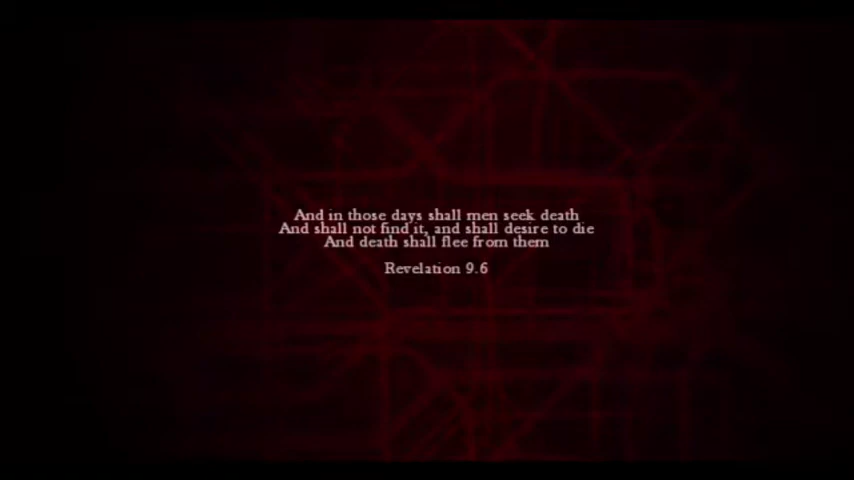 And in those days shall men seek death
And shall not find it, and shall desire to die
And death shall flee from them
Revelation 9.6